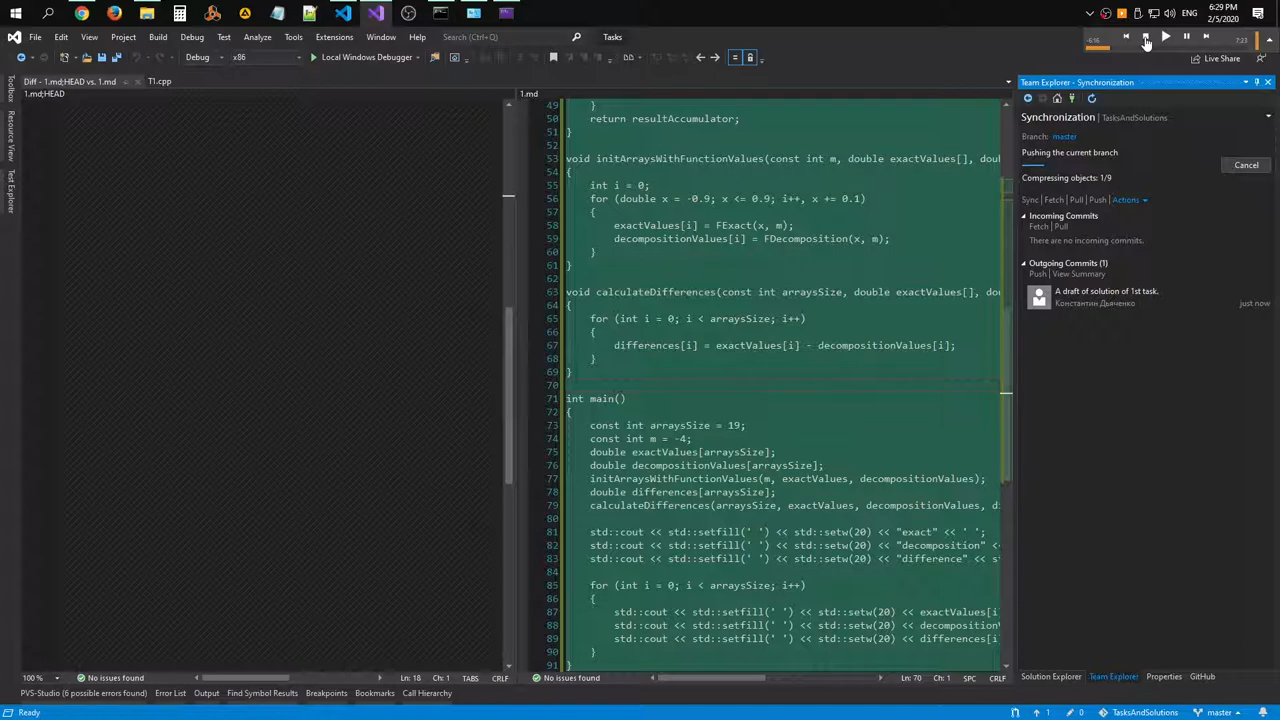 6:29 PM
ENG
2/5/2020
File Edit View Project Build Debug Test Analyze Tools Extensions Window Help Search (Ctrl+Q) Tasks
-6:16 7:23
Debug x86 Local Windows Debugger Live Share
Diff - 1.md;HEAD vs. 1.md T1.cpp
1.md;HEAD
1.md
Toolbox
Resource View
Test Explorer
49 }
50 return resultAccumulator;
51 }
52
53 void initArraysWithFunctionValues(const int m, double exactValues[], dou
54 {
55 int i = 0;
56 for (double x = -0.9; x <= 0.9; i++, x += 0.1)
57 {
58 exactValues[i] = FExact(x, m);
59 decompositionValues[i] = FDecomposition(x, m);
60 }
61 }
62
63 void calculateDifferences(const int arraysSize, double exactValues[], do
64 {
65 for (int i = 0; i < arraysSize; i++)
66 {
67 differences[i] = exactValues[i] - decompositionValues[i];
68 }
69 }
70
71 int main()
72 {
73 const int arraysSize = 19;
74 const int m = -4;
75 double exactValues[arraysSize];
76 double decompositionValues[arraysSize];
77 initArraysWithFunctionValues(m, exactValues, decompositionValues);
78 double differences[arraysSize];
79 calculateDifferences(arraysSize, exactValues, decompositionValues, di
80
81 std::cout << std::setfill(' ') << std::setw(20) << "exact" << ' ';
82 std::cout << std::setfill(' ') << std::setw(20) << "decomposition" <<
83 std::cout << std::setfill(' ') << std::setw(20) << "difference" << st
84
85 for (int i = 0; i < arraysSize; i++)
86 {
87 std::cout << std::setfill(' ') << std::setw(20) << exactValues[i]
88 std::cout << std::setfill(' ') << std::setw(20) << decompositionV
89 std::cout << std::setfill(' ') << std::setw(20) << differences[i]
90 }
91 }
Team Explorer - Synchronization
Synchronization | TasksAndSolutions
Branch: master
Pushing the current branch
Cancel
Compressing objects: 1/9
Sync | Fetch | Pull | Push | Actions
Incoming Commits
Fetch | Pull
There are no incoming commits.
Outgoing Commits (1)
Push | View Summary
A draft of solution of 1st task.
Константин Дьяченко just now
100 % No issues found Ln: 18 Ch: 1 TABS CRLF
No issues found Ln: 70 Ch: 1 SPC CRLF
Solution Explorer Team Explorer Properties GitHub
PVS-Studio (6 possible errors found) Error List Output Find Symbol Results Breakpoints Bookmarks Call Hierarchy
Ready 1 0 TasksAndSolutions master